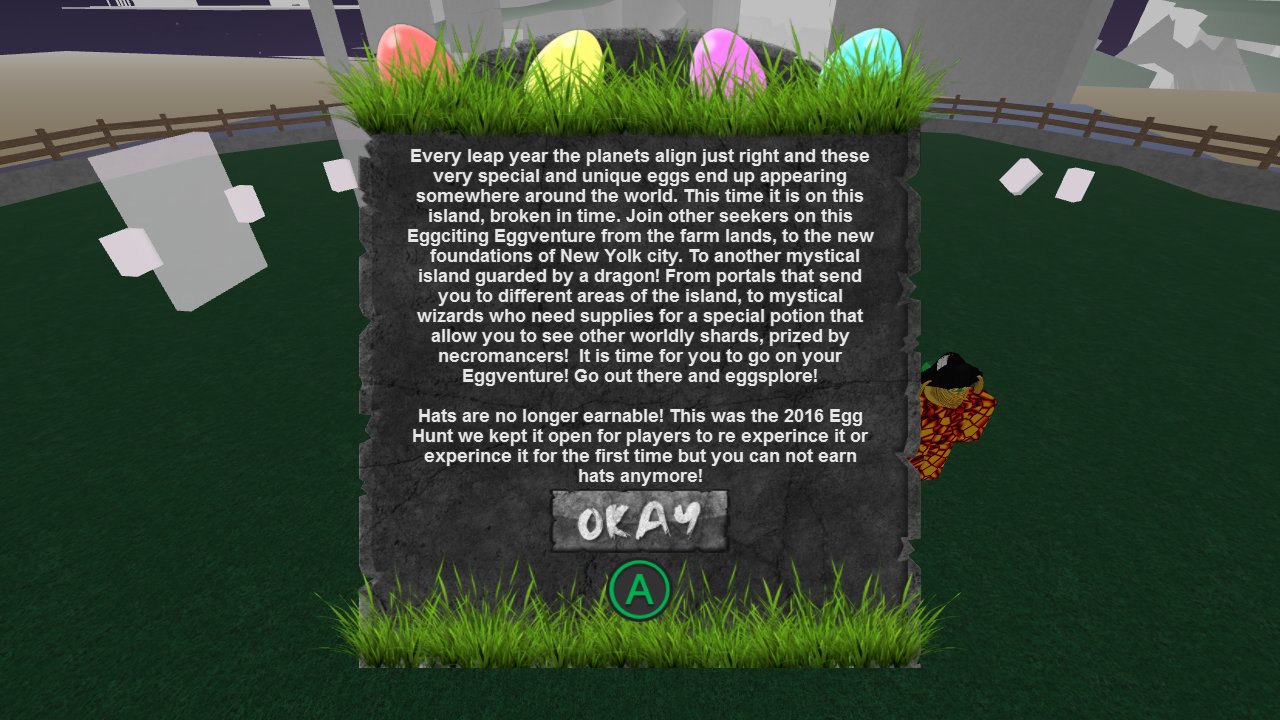 Every leap year the planets align just right and these
very special and unique eggs end up appearing
somewhere around the world. This time it is on this
island, broken in time. Join other seekers on this
Eggciting Eggventure from the farm lands, to the new
foundations of New Yolk city. To another mystical
island guarded by a dragon! From portals that send
you to different areas of the island, to mystical
wizards who need supplies for a special potion that
allow you to see other worldly shards, prized by
necromancers!  It is time for you to go on your
Eggventure! Go out there and eggsplore!
Hats are no longer earnable! This was the 2016 Egg
Hunt we kept it open for players to re experince it or
experince it for the first time but you can not earn
hats anymore!
OKAY
A